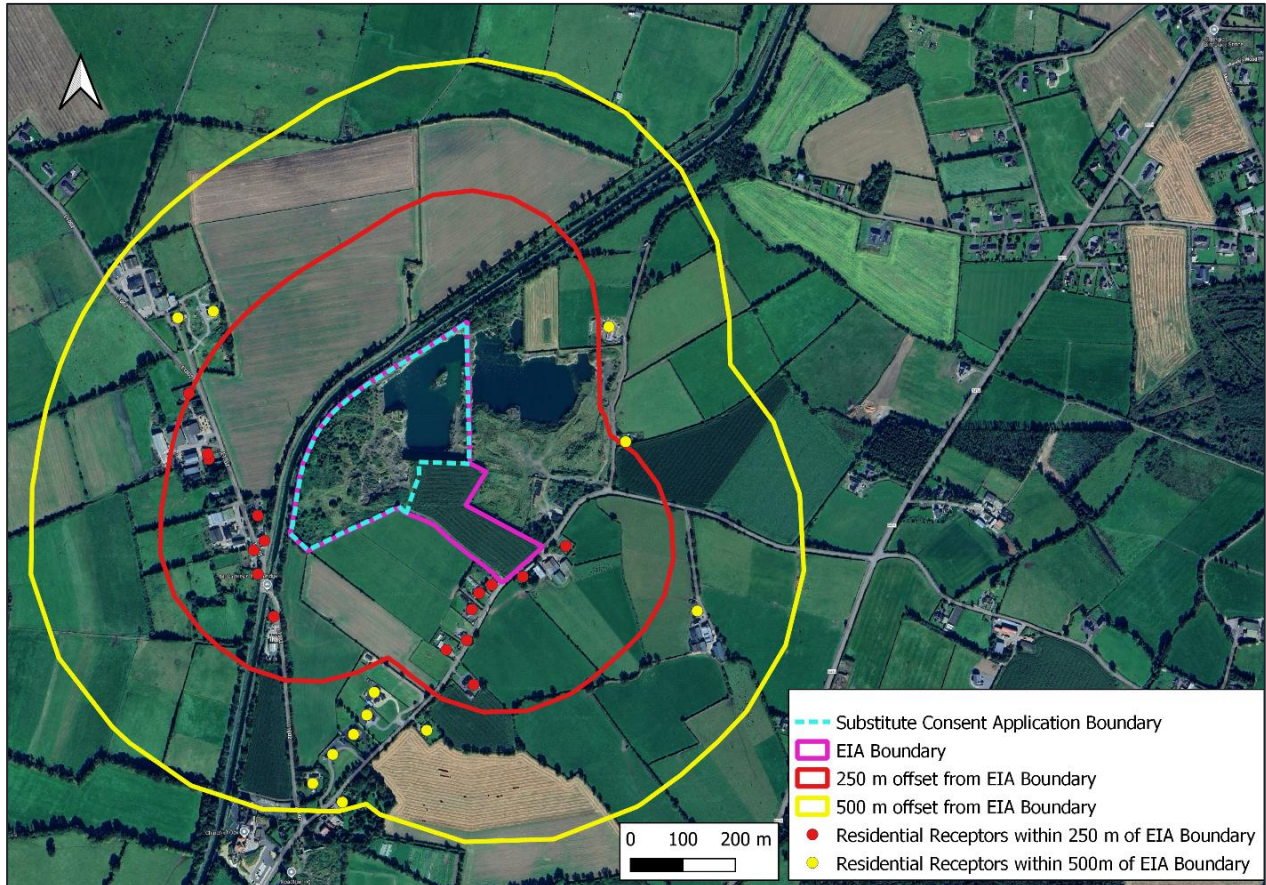 Substitute Consent Application Boundary
EIA Boundary
250 m offset from EIA Boundary
500 m offset from EIA Boundary
Residential Receptors within 250 m of EIA Boundary
Residential Receptors within 500m of EIA Boundary
0 100 200 m